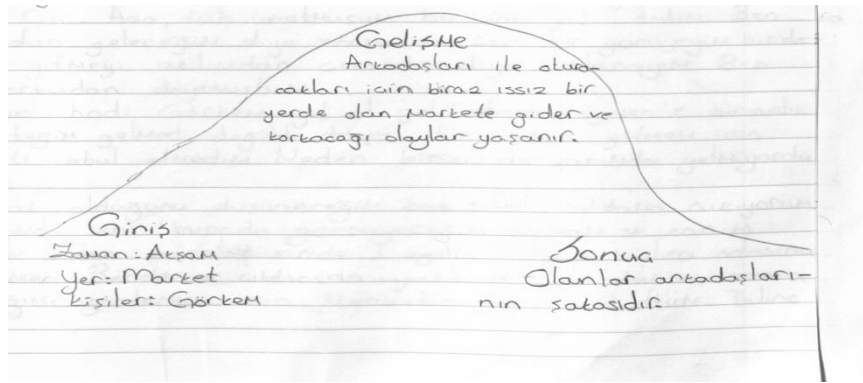 Gelişme
Arkadaşları ile otura-
cakları için biraz ıssız bir
yerde olan markete gider ve
korkacağı olaylar yaşanır.
Giriş
Zaman: Akşam
Yer: Market
Kişiler: Görkem
Sonuç
Olanlar arkadaşları-
nın şakasıdır.